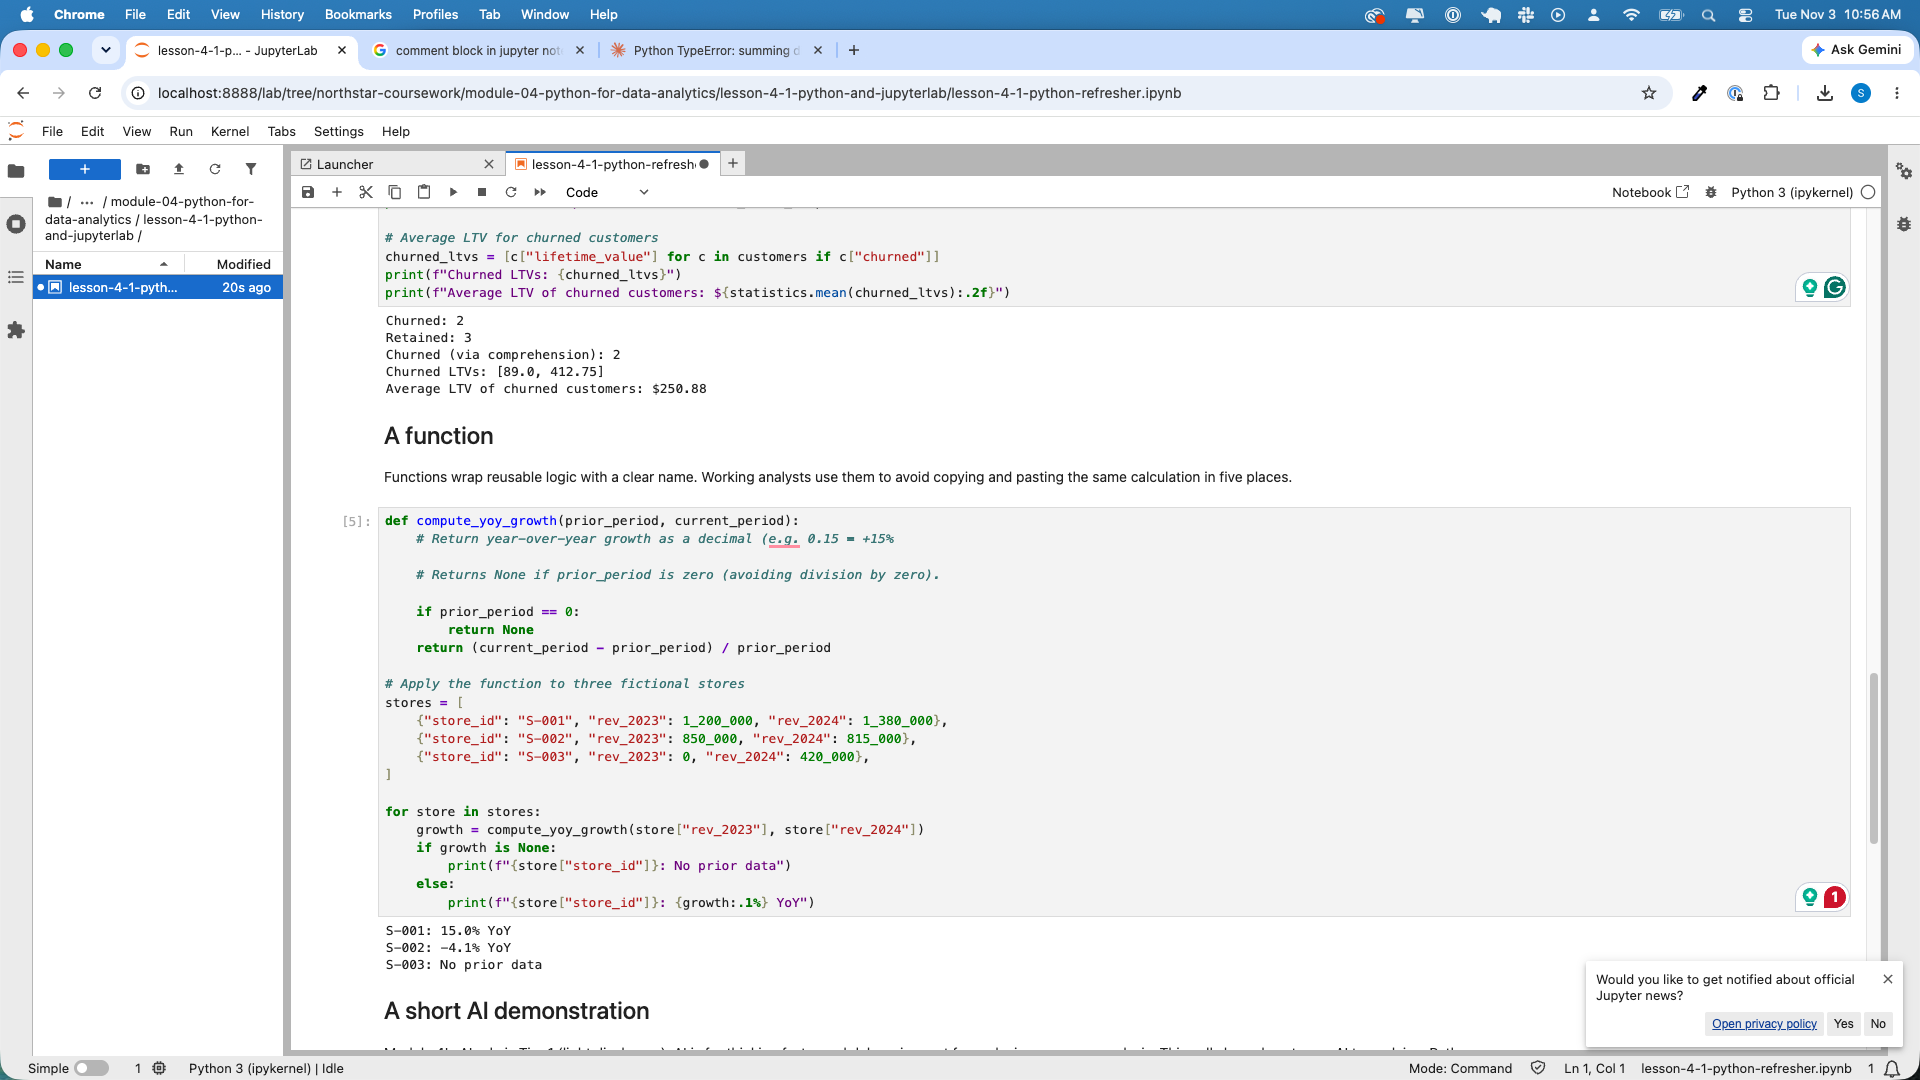 Chrome File Edit View History Bookmarks Profiles Tab Window Help Tue Nov 3 10:56 AM
lesson-4-1-p... - JupyterLab comment block in jupyter not Python TypeError: summing d Ask Gemini
localhost:8888/lab/tree/northstar-coursework/module-04-python-for-data-analytics/lesson-4-1-python-and-jupyterlab/lesson-4-1-python-refresher.ipynb S
File Edit View Run Kernel Tabs Settings Help
Launcher lesson-4-1-python-refresh
Code Notebook Python 3 (ipykernel)
/ ... / module-04-python-for-
data-analytics / lesson-4-1-python-
and-jupyterlab /
Name Modified
lesson-4-1-pyth... 20s ago
# Average LTV for churned customers
churned_ltvs = [c["lifetime_value"] for c in customers if c["churned"]]
print(f"Churned LTVs: {churned_ltvs}")
print(f"Average LTV of churned customers: ${statistics.mean(churned_ltvs):.2f}")
Churned: 2
Retained: 3
Churned (via comprehension): 2
Churned LTVs: [89.0, 412.75]
Average LTV of churned customers: $250.88
A function
Functions wrap reusable logic with a clear name. Working analysts use them to avoid copying and pasting the same calculation in five places.
[5]: def compute_yoy_growth(prior_period, current_period):
# Return year-over-year growth as a decimal (e.g. 0.15 = +15%
# Returns None if prior_period is zero (avoiding division by zero).
if prior_period == 0:
return None
return (current_period - prior_period) / prior_period
# Apply the function to three fictional stores
stores = [
{"store_id": "S-001", "rev_2023": 1_200_000, "rev_2024": 1_380_000},
{"store_id": "S-002", "rev_2023": 850_000, "rev_2024": 815_000},
{"store_id": "S-003", "rev_2023": 0, "rev_2024": 420_000},
]
for store in stores:
growth = compute_yoy_growth(store["rev_2023"], store["rev_2024"])
if growth is None:
print(f"{store["store_id"]}: No prior data")
else:
print(f"{store["store_id"]}: {growth:.1%} YoY")
1
S-001: 15.0% YoY
S-002: -4.1% YoY
S-003: No prior data
A short AI demonstration
Would you like to get notified about official
Jupyter news?
Open privacy policy Yes No
Simple 1 Python 3 (ipykernel) | Idle Mode: Command Ln 1, Col 1 lesson-4-1-python-refresher.ipynb 1